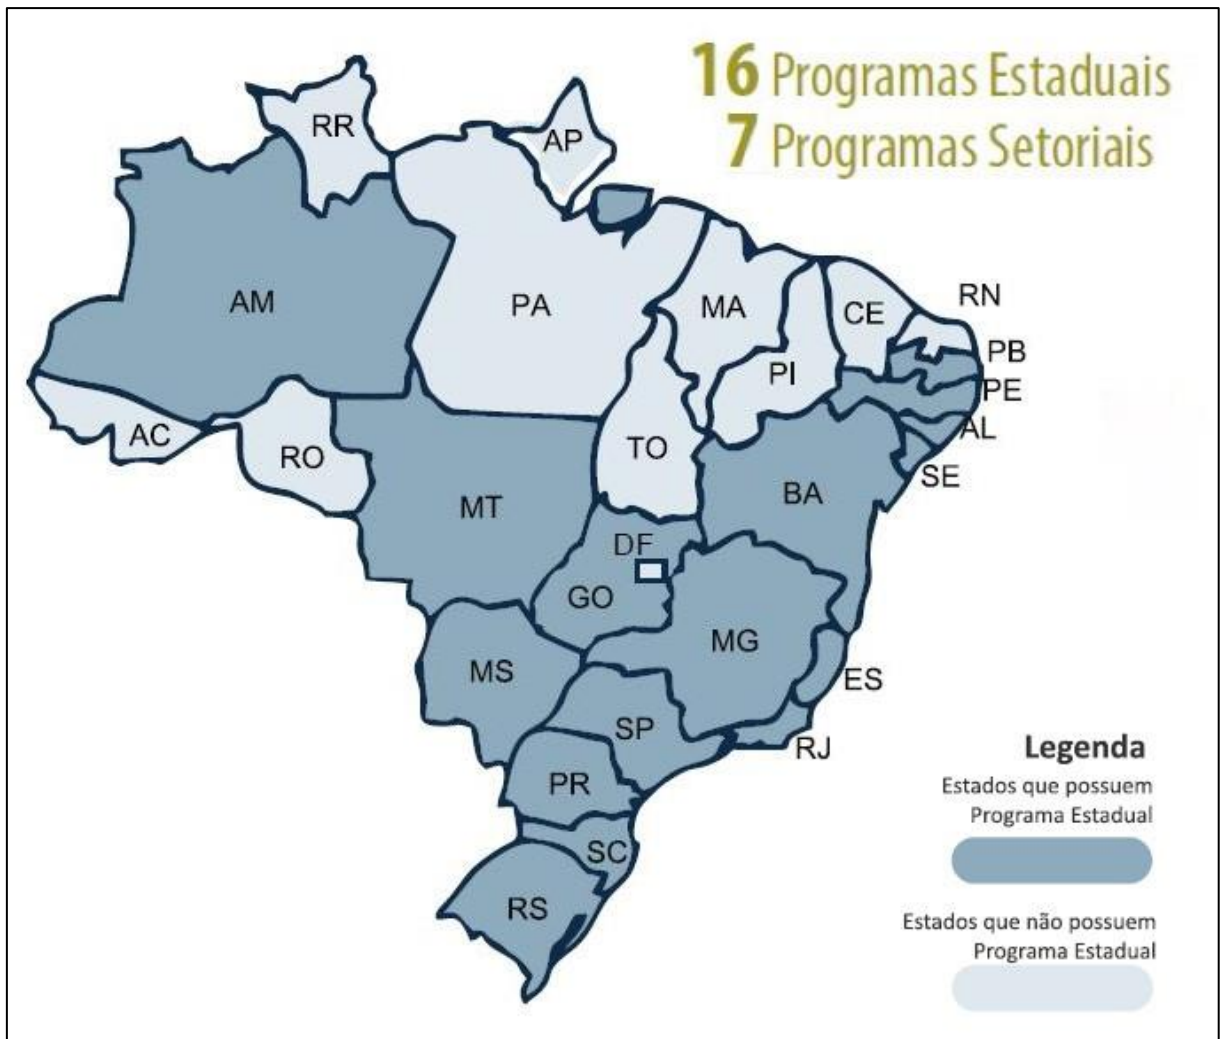 16 Programas Estaduais
7 Programas Setoriais
RR
AP
AM
PA
MA
CE
RN
PB
PI
PE
AC
RO
TO
AL
SE
MT
BA
DF
GO
MG
MS
ES
SP
RJ
PR
SC
RS
Legenda
Estados que possuem
Programa Estadual
Estados que não possuem
Programa Estadual